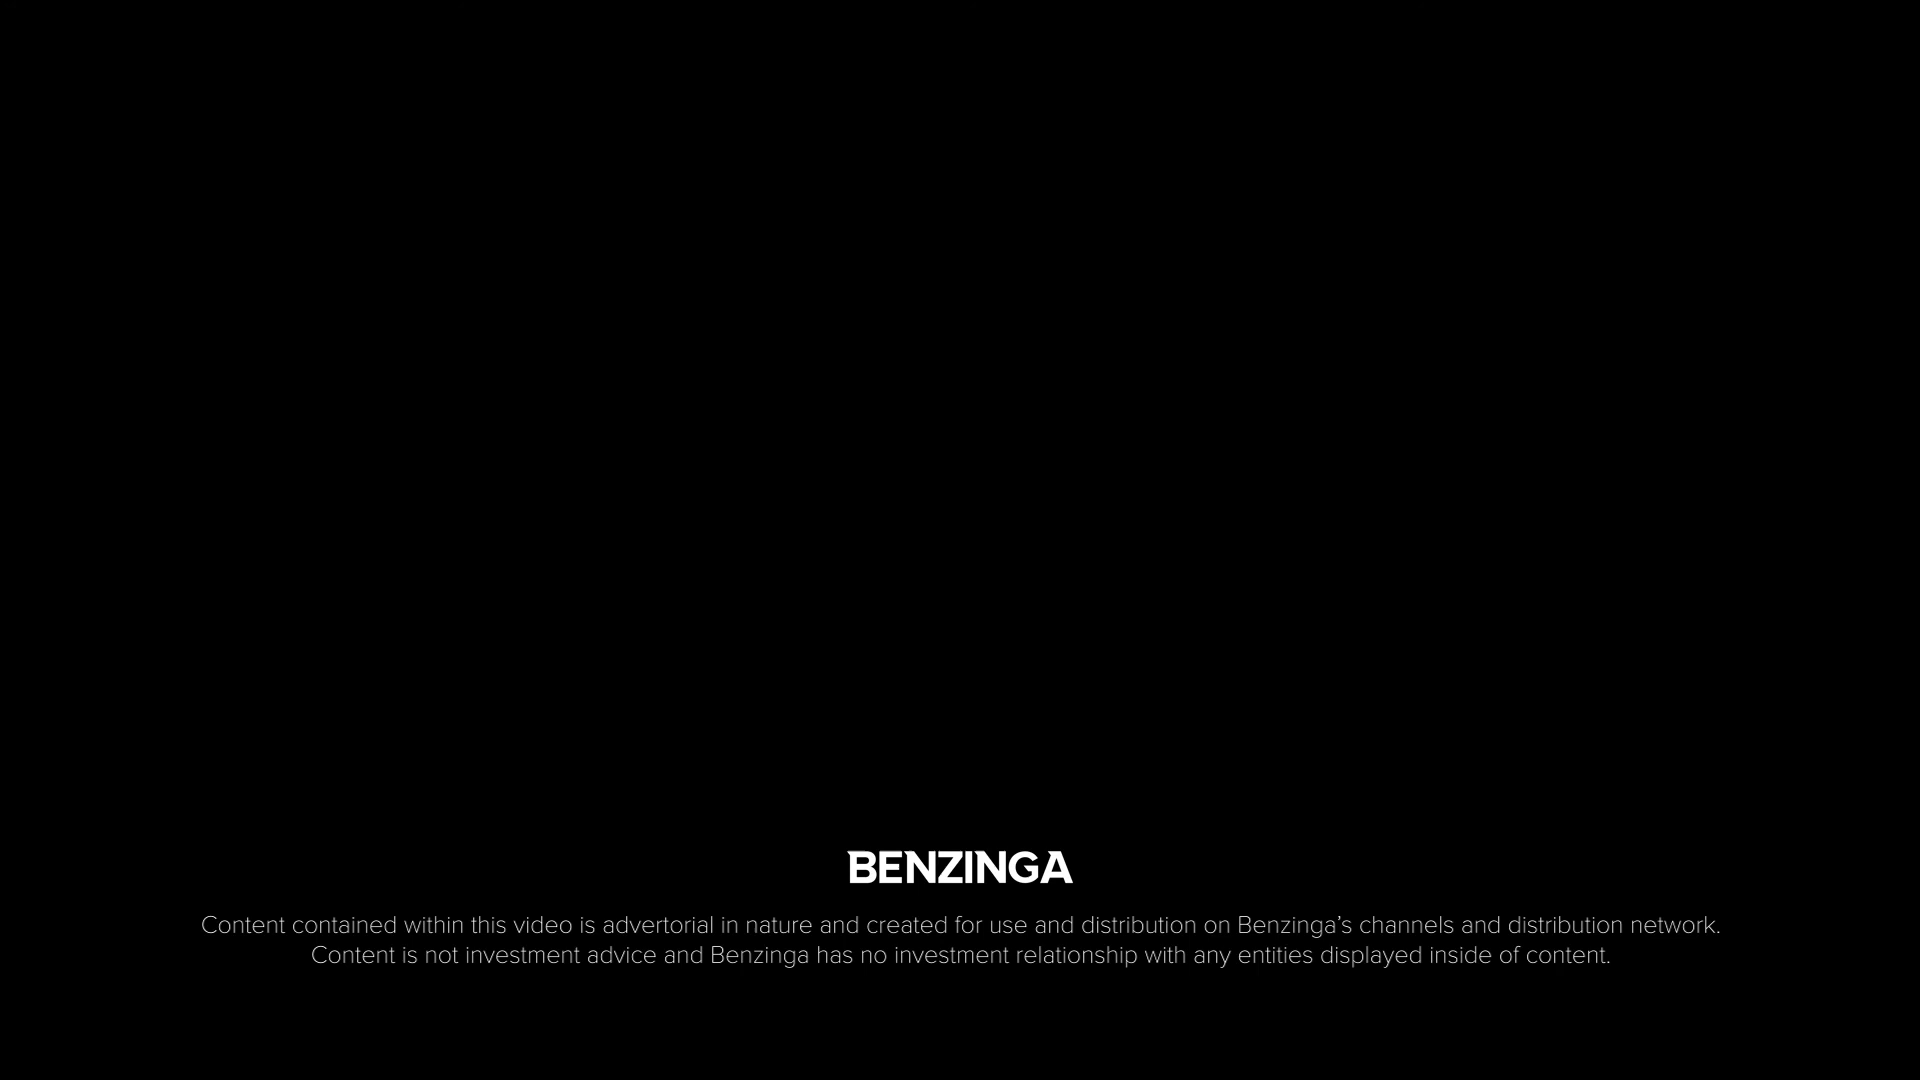 BENZINGA
Content contained within this video is advertorial in nature and created for use and distribution on Benzinga’s channels and distribution network.
Content is not investment advice and Benzinga has no investment relationship with any entities displayed inside of content.